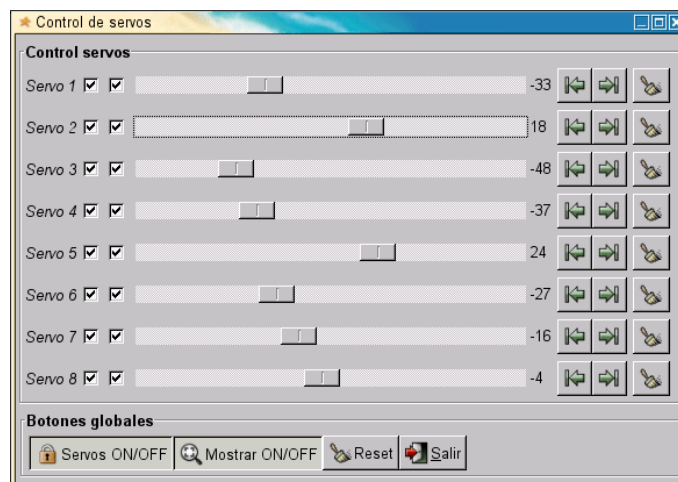 Control de servos
Control servos
Servo 1 -33
Servo 2 18
Servo 3 -48
Servo 4 -37
Servo 5 24
Servo 6 -27
Servo 7 -16
Servo 8 -4
Botones globales
Servos ON/OFF Mostrar ON/OFF Reset Salir